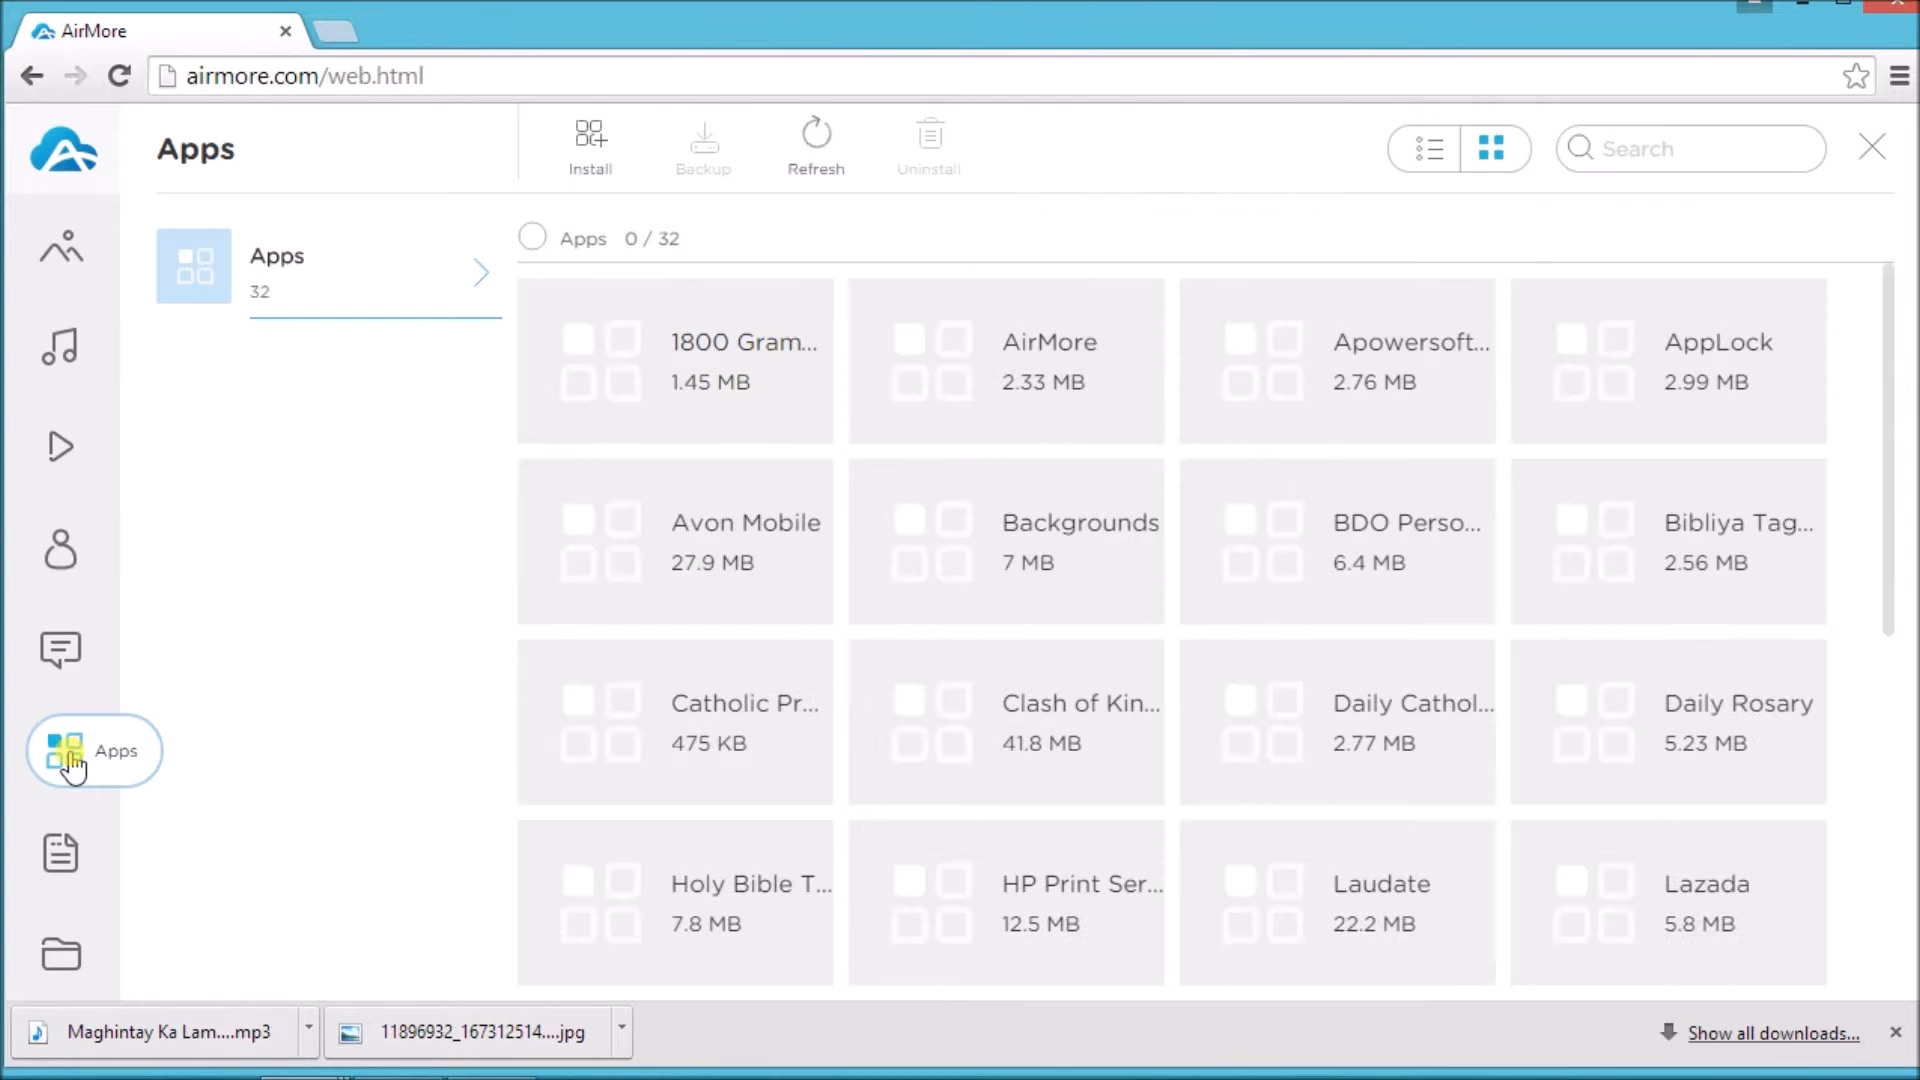 AirMore
airmore.com/web.html
Apps
Install
Backup
Refresh
Uninstall
Search
Apps
32
Apps 0 / 32
1800 Gram...
1.45 MB
AirMore
2.33 MB
Apowersoft...
2.76 MB
AppLock
2.99 MB
Avon Mobile
27.9 MB
Backgrounds
7 MB
BDO Perso...
6.4 MB
Bibliya Tag...
2.56 MB
Catholic Pr...
475 KB
Clash of Kin...
41.8 MB
Daily Cathol...
2.77 MB
Daily Rosary
5.23 MB
Holy Bible T...
7.8 MB
HP Print Ser...
12.5 MB
Laudate
22.2 MB
Lazada
5.8 MB
Apps
Maghintay Ka Lam....mp3
11896932_167312514....jpg
Show all downloads...